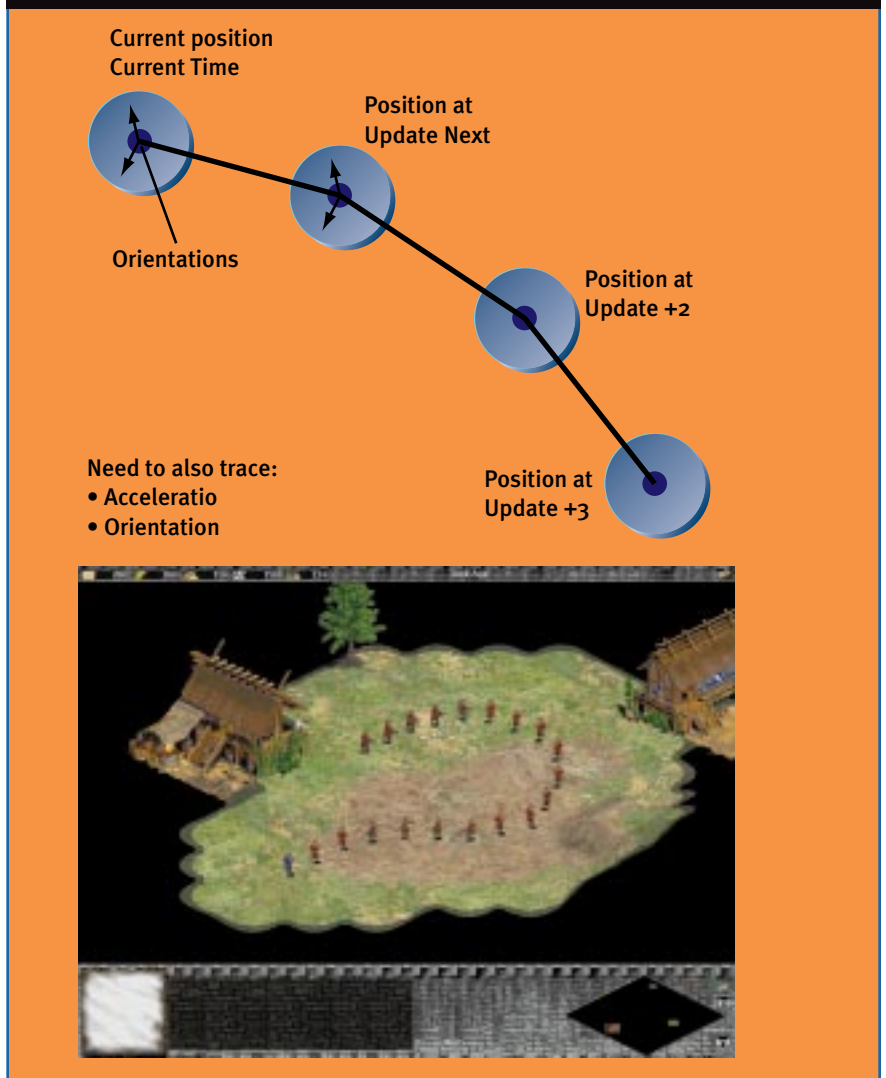 Current position
Current Time
Position at
Update Next
Orientations
Position at
Update +2
Need to also trace:
• Acceleratio
• Orientation
Position at
Update +3